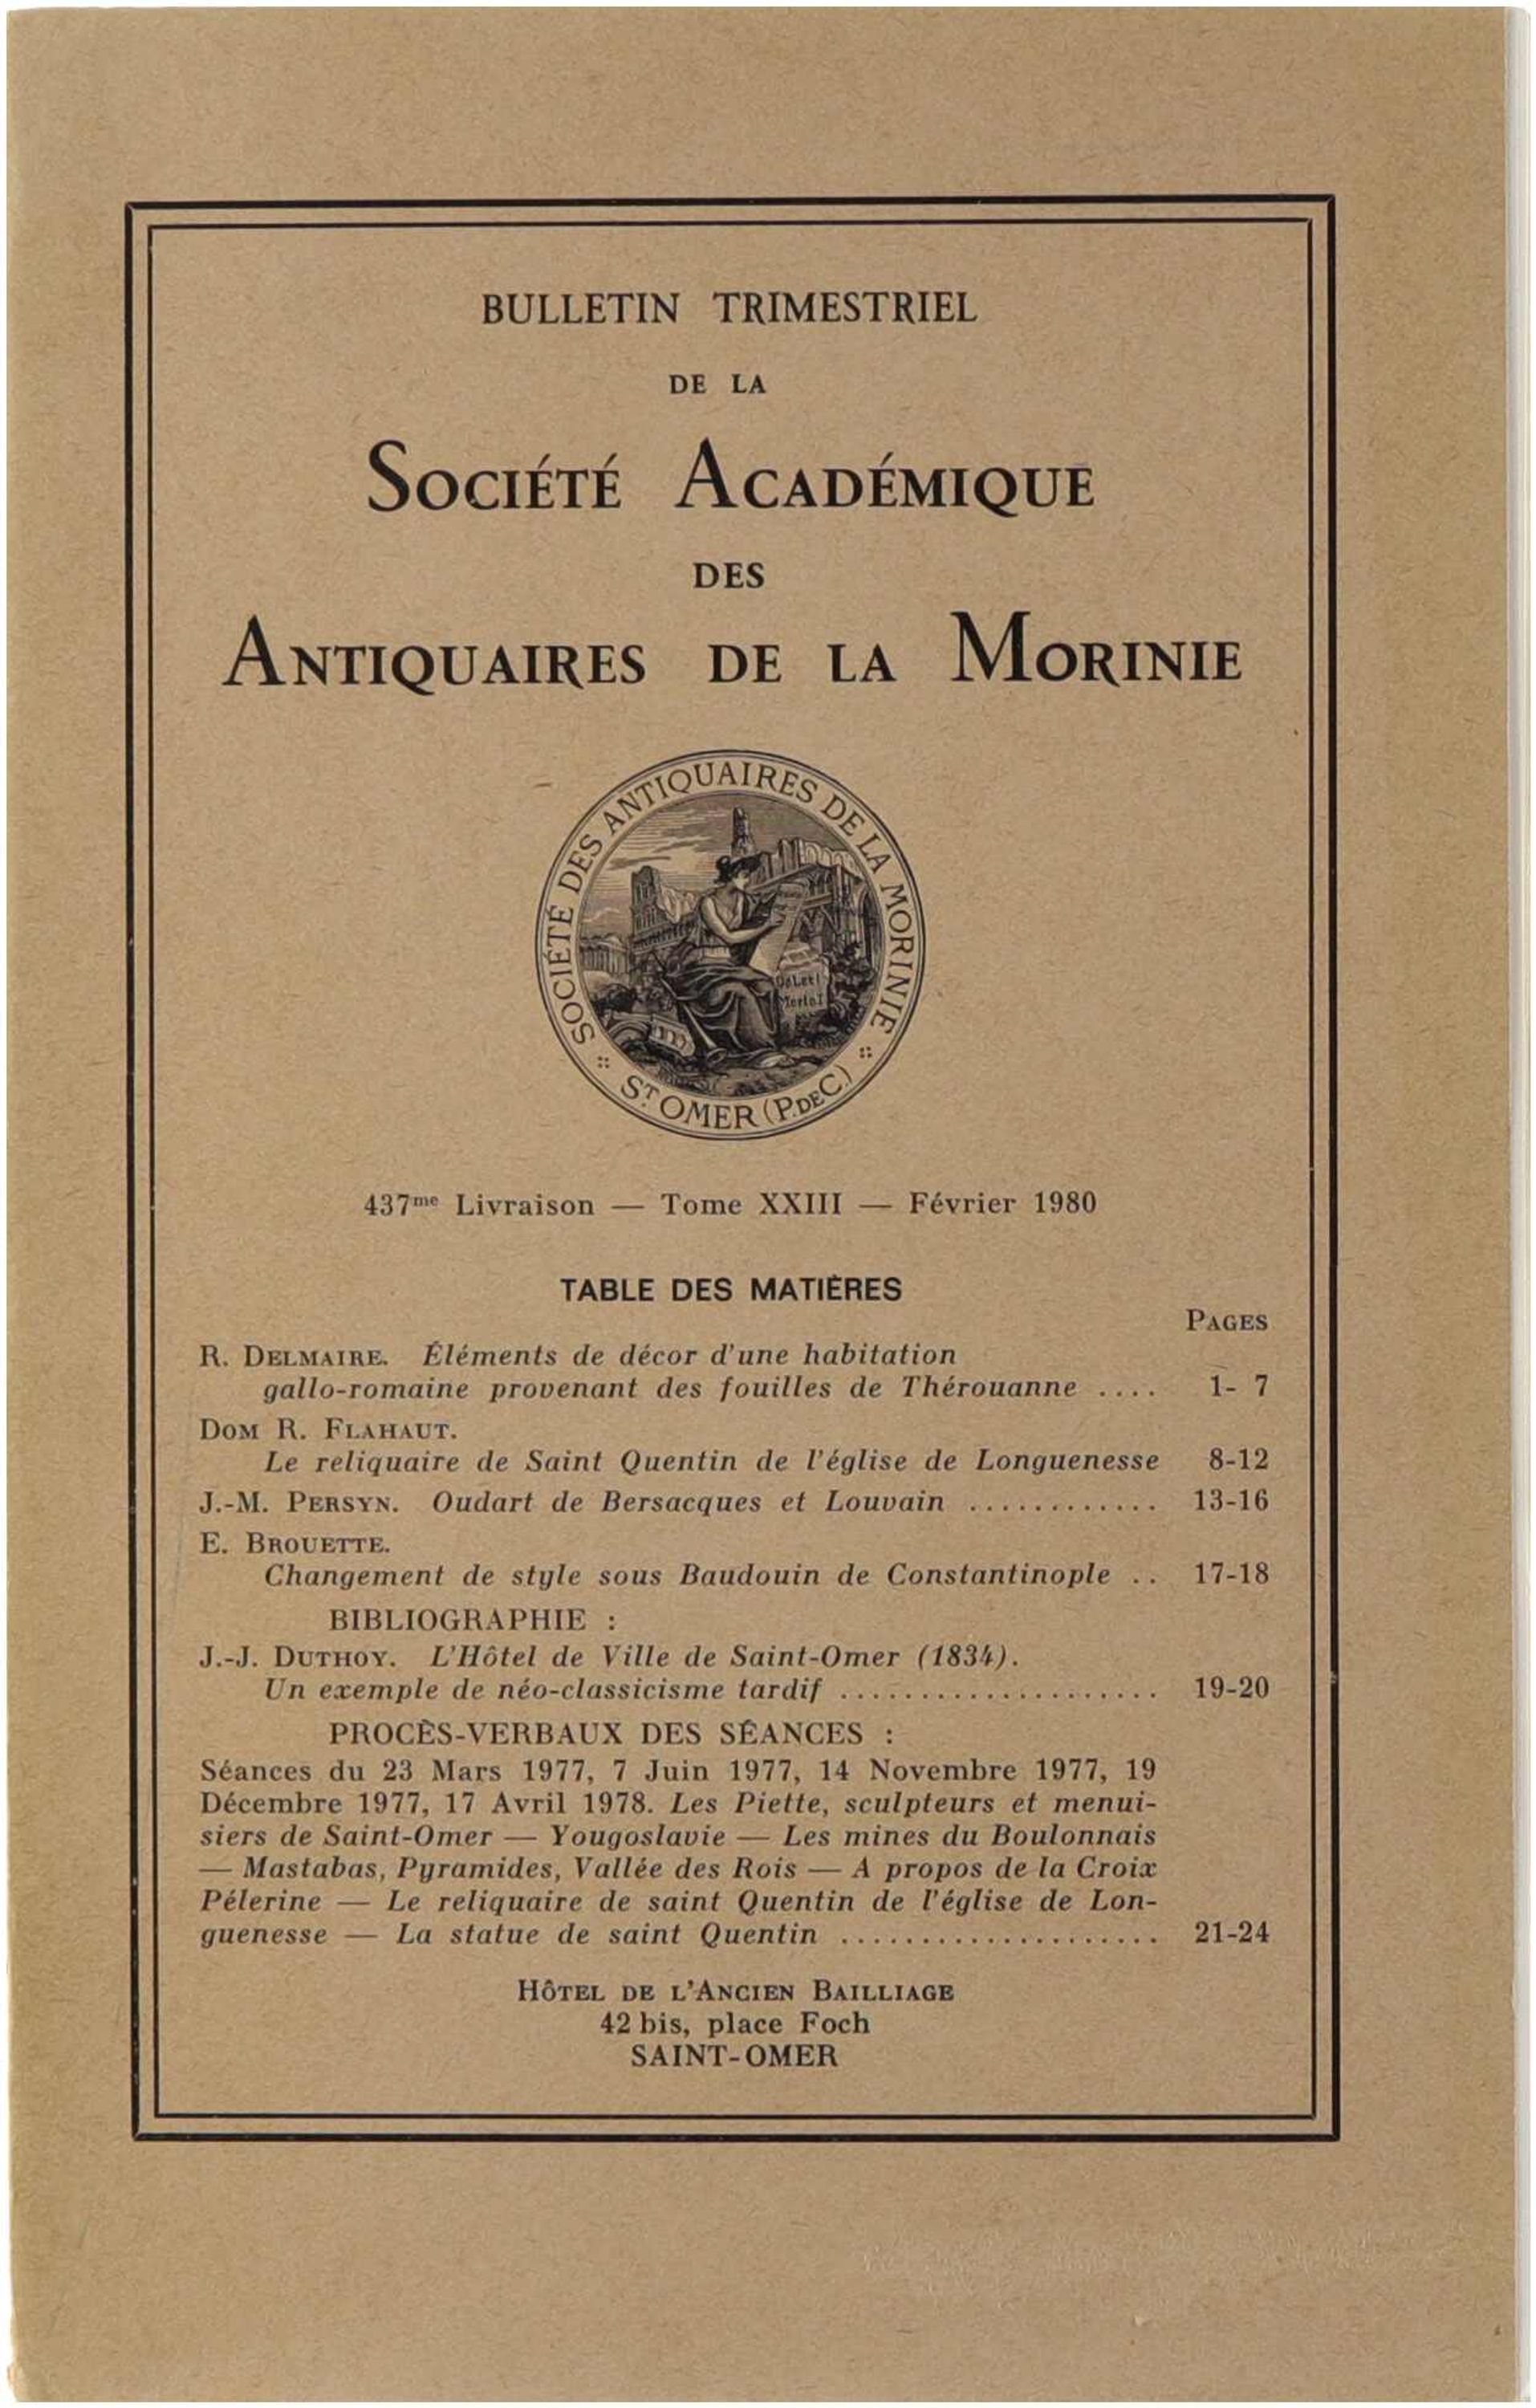 BULLETIN TRIMESTRIEL
DE LA
SOCIÉTÉ ACADÉMIQUE
DES
ANTIQUAIRES DE LA MORINIE
SOCIÉTÉ DES ANTIQUAIRES DE LA MORINIE
ST. OMER (P. DE C.)
437me Livraison — Tome XXIII — Février 1980
TABLE DES MATIÈRES
PAGES
R. DELMAIRE. Éléments de décor d'une habitation
gallo-romaine provenant des fouilles de Thérouanne .... 1- 7
DOM R. FLAHAUT.
Le reliquaire de Saint Quentin de l'église de Longuenesse 8-12
J.-M. PERSYN. Oudart de Bersacques et Louvain ............ 13-16
E. BROUETTE.
Changement de style sous Baudouin de Constantinople .. 17-18
BIBLIOGRAPHIE :
J.-J. DUTHOY. L'Hôtel de Ville de Saint-Omer (1834).
Un exemple de néo-classicisme tardif .................... 19-20
PROCÈS-VERBAUX DES SÉANCES :
Séances du 23 Mars 1977, 7 Juin 1977, 14 Novembre 1977, 19
Décembre 1977, 17 Avril 1978. Les Piette, sculpteurs et menui-
siers de Saint-Omer — Yougoslavie — Les mines du Boulonnais
— Mastabas, Pyramides, Vallée des Rois — A propos de la Croix
Pélerine — Le reliquaire de saint Quentin de l'église de Lon-
guenesse — La statue de saint Quentin .................... 21-24
HÔTEL DE L'ANCIEN BAILLIAGE
42 bis, place Foch
SAINT-OMER